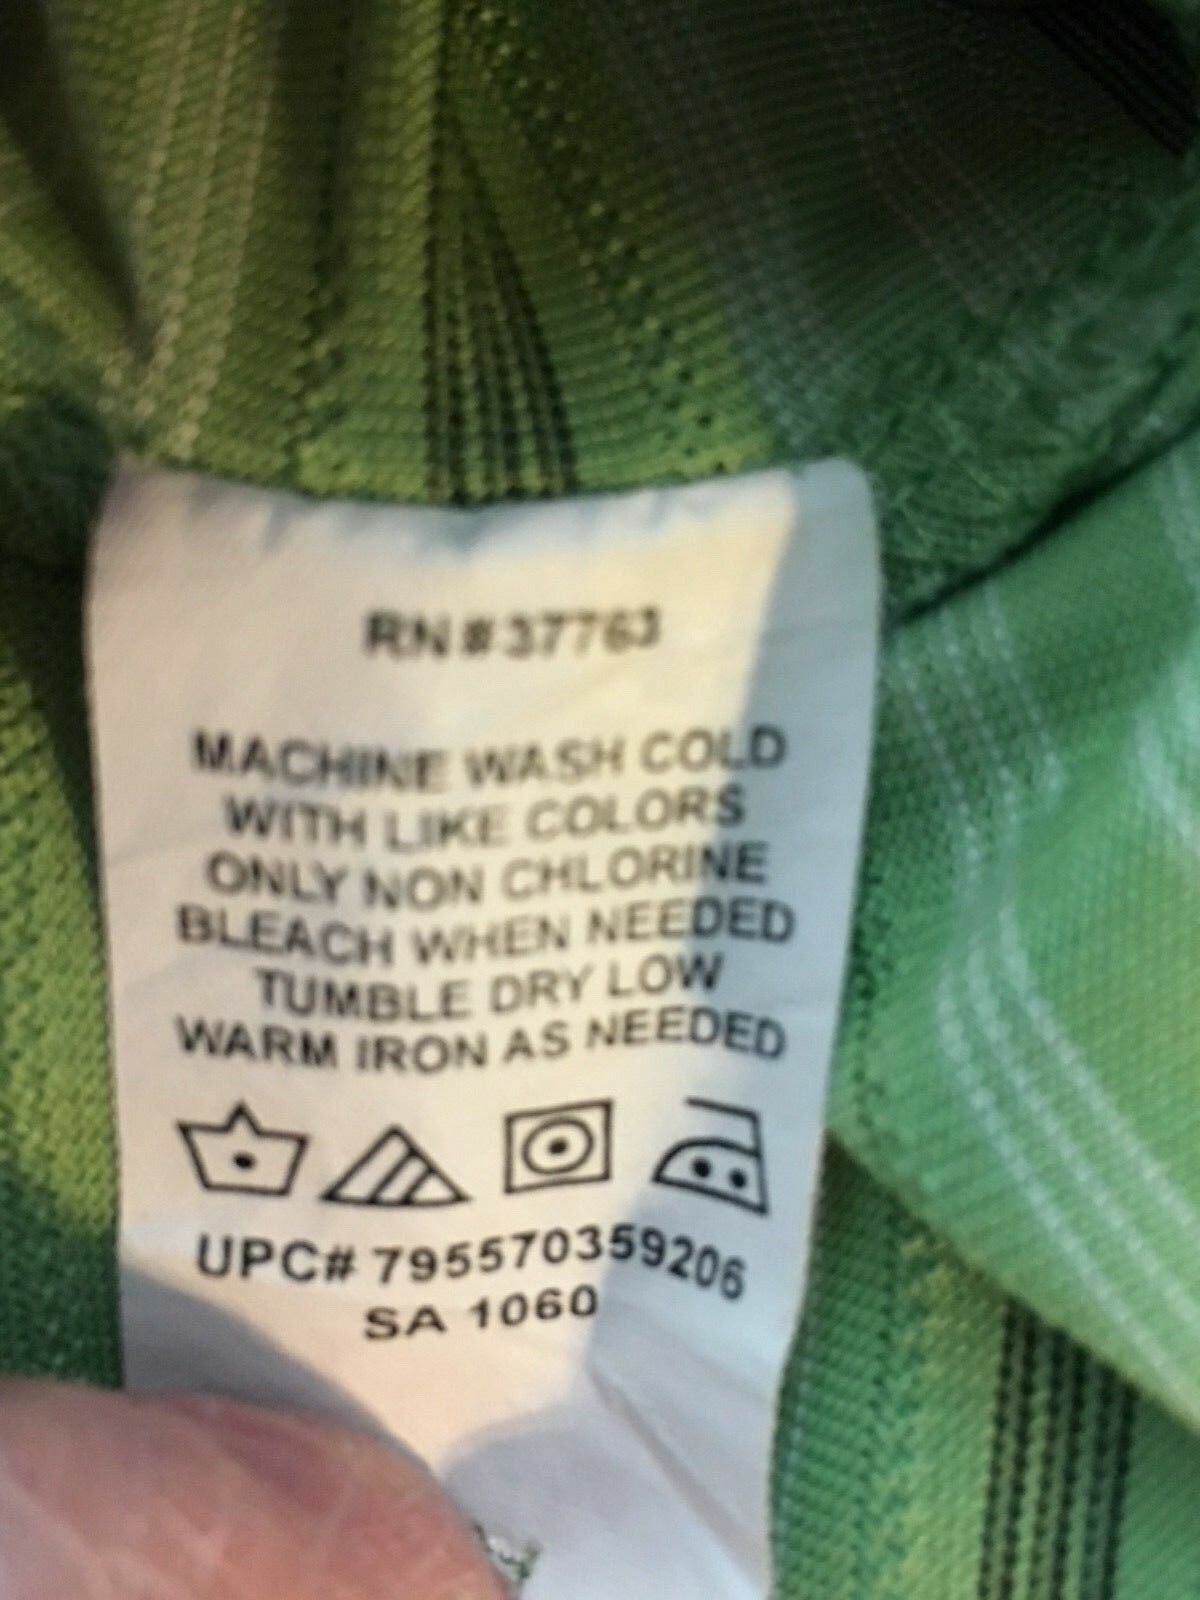 RN#37763
MACHINE WASH COLD
WITH LIKE COLORS
ONLY NON CHLORINE
BLEACH WHEN NEEDED
TUMBLE DRY LOW
WARM IRON AS NEEDED
UPC# 795570359206
SA 1060